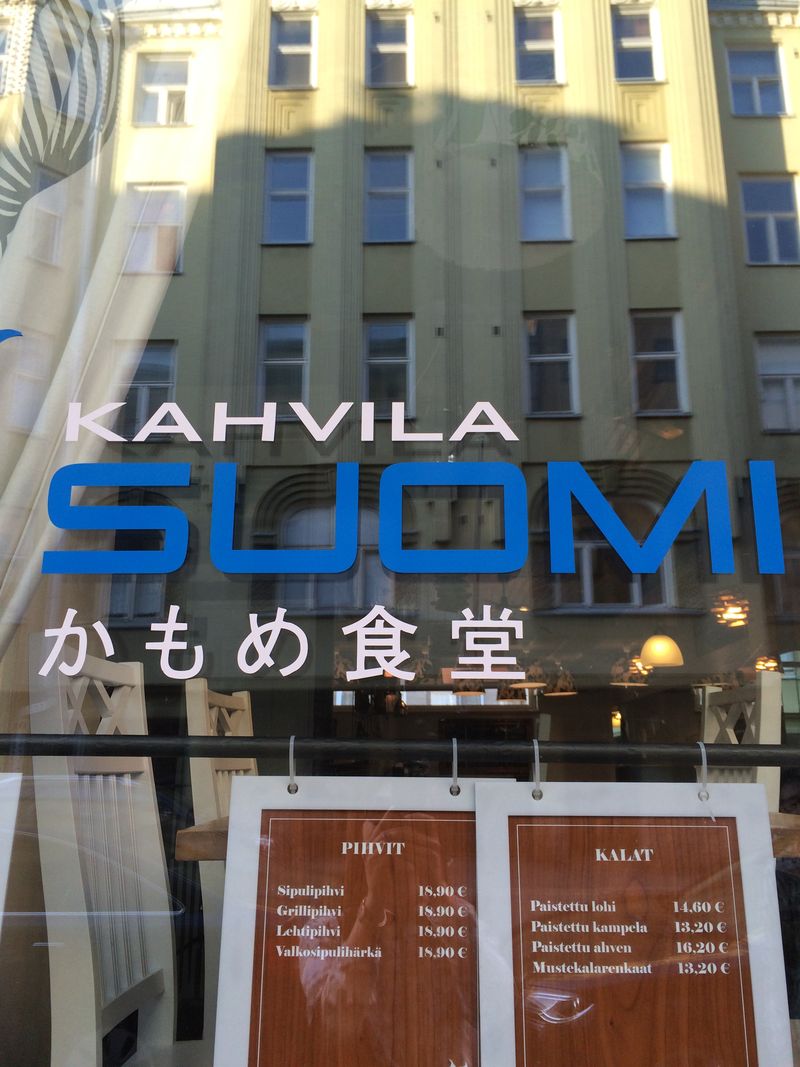 KAHVILA
SUOMI
かもめ食堂
PIHVIT
Sipulipihvi 18,90 €
Grillipihvi 18,90 €
Lehtipihvi 18,90 €
Valkosipulihärkä 18,90 €
KALAT
Paistettu lohi 14,60 €
Paistettu kampela 13,20 €
Paistettu ahven 16,20 €
Mustekalarenkaat 13,20 €